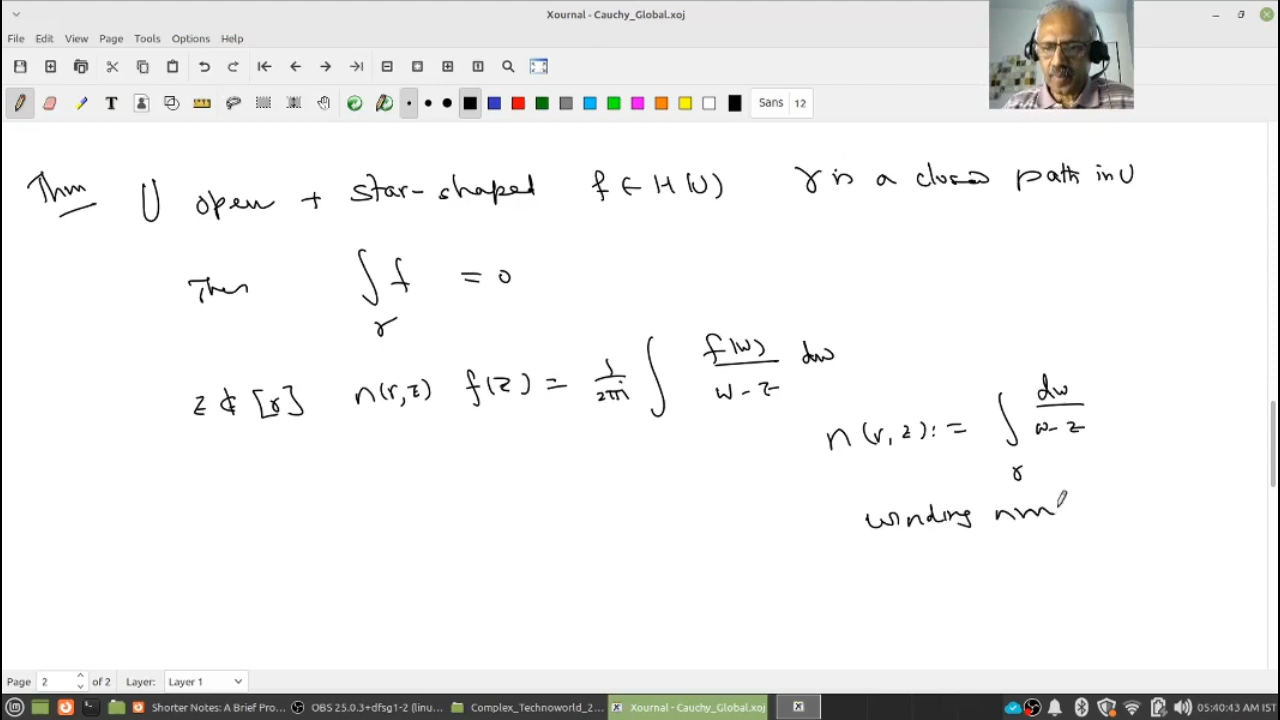 Xournal - Cauchy_Global.xoj
File Edit View Page Tools Options Help
Sans 12
Thm U open + star-shaped f ∈ H(U) γ is a closed path in U
Then ∫_γ f = 0
z ∉ [γ] n(γ, z) f(z) = 1/2πi ∫ f(w)/w - z dw
n(γ, z) := ∫_γ dw/w - z
winding num
Page 2 of 2 Layer: Layer 1
Shorter Notes: A Brief Pro... OBS 25.0.3+dfsg1-2 (linu... Complex_Technoworld_2... Xournal - Cauchy_Global.xoj 05:40:43 AM IST